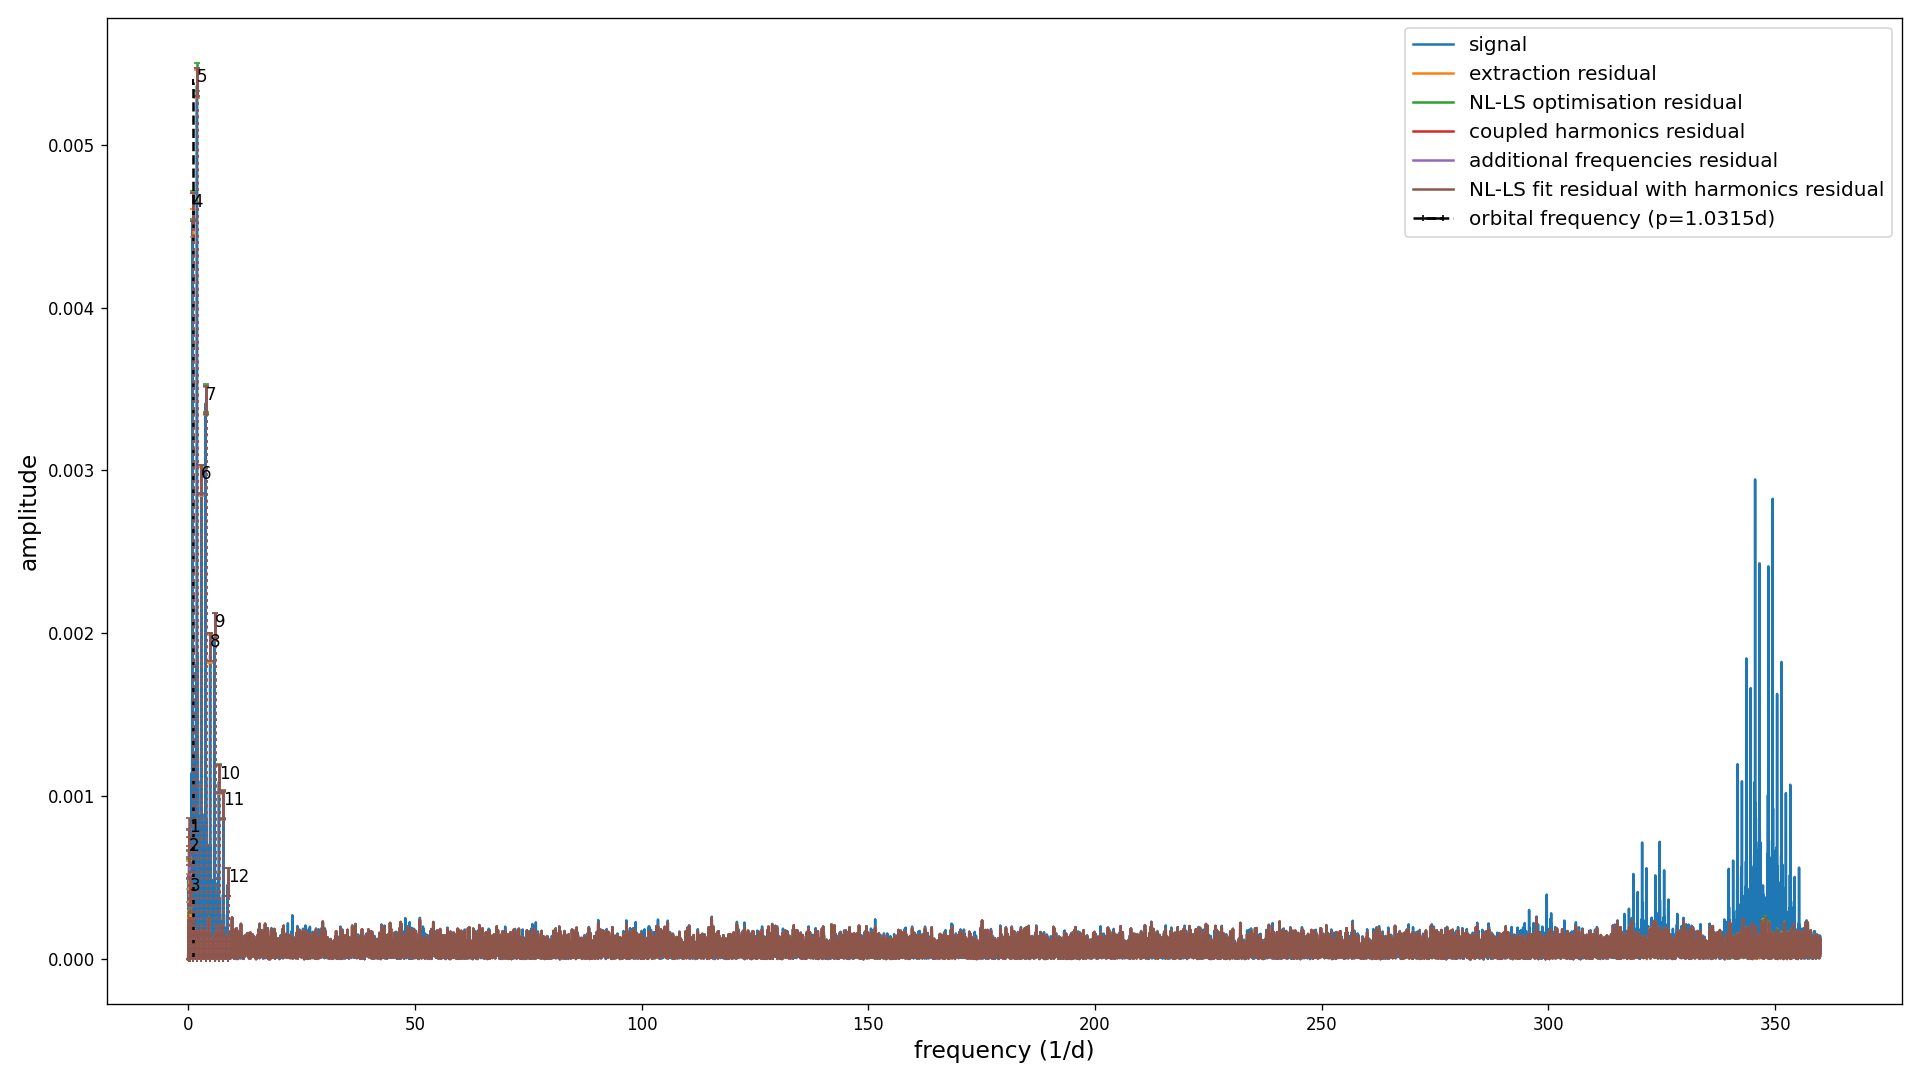 signal
extraction residual
NL-LS optimisation residual
coupled harmonics residual
additional frequencies residual
NL-LS fit residual with harmonics residual
orbital frequency (p=1.0315d)
5
4
7
6
9
8
10
11
1
2
3
12
amplitude
0.005
0.004
0.003
0.002
0.001
0.000
0
50
100
150
200
250
300
350
frequency (1/d)